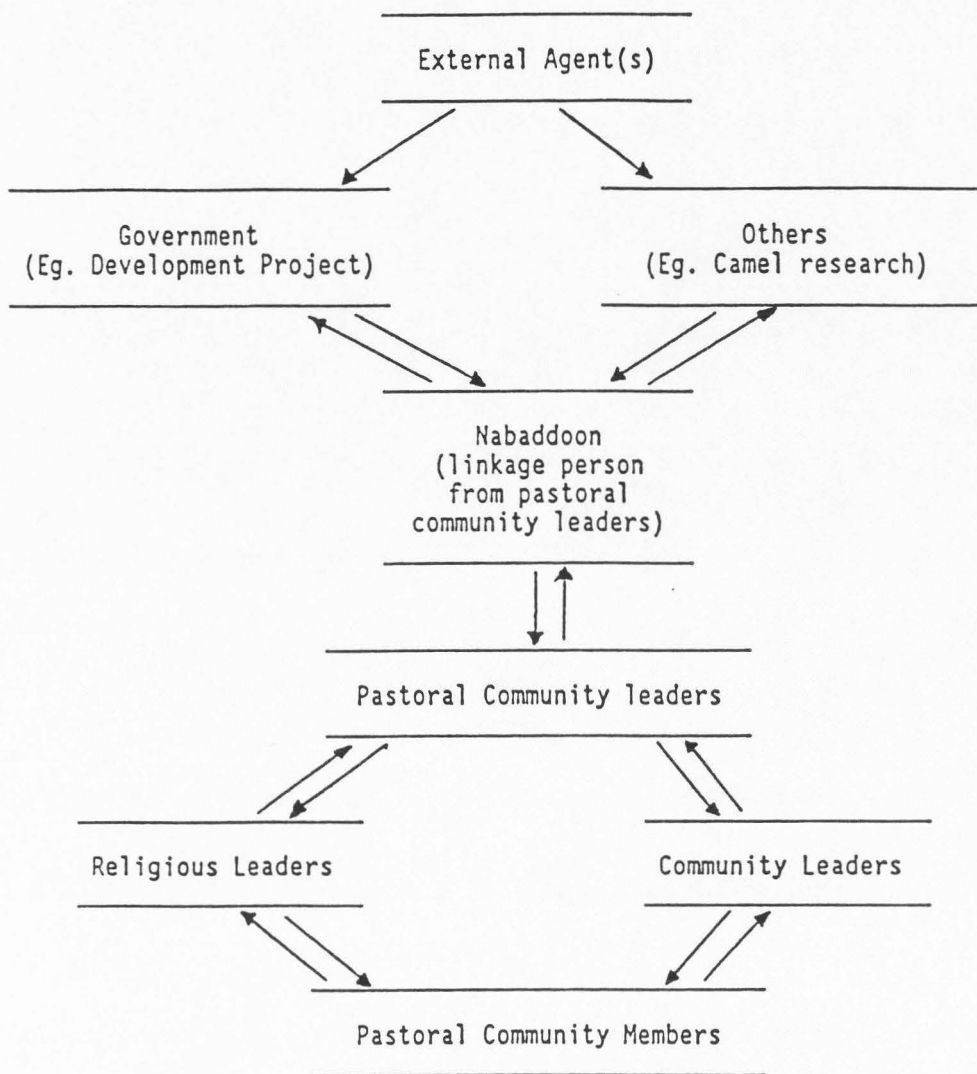 External Agent(s)
Government
(Eg. Development Project)
Others
(Eg. Camel research)
Nabaddoon
(linkage person
from pastoral
community leaders)
Pastoral Community leaders
Religious Leaders
Community Leaders
Pastoral Community Members